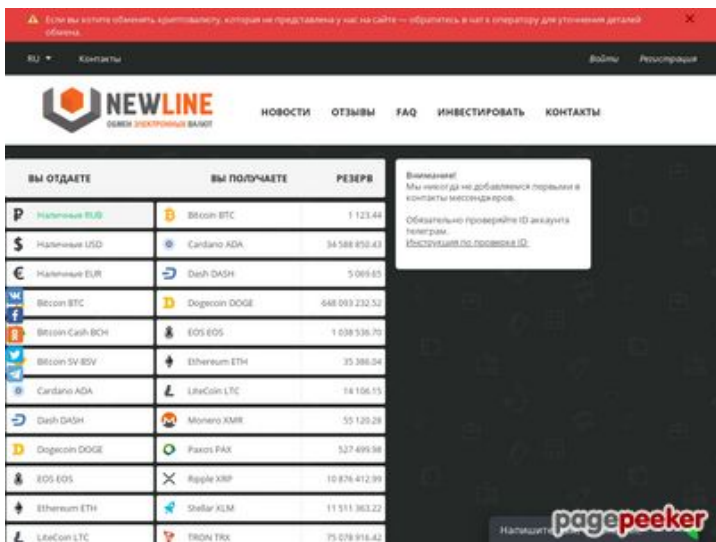 Если вы хотите обменять криптовалюту, которая не представлена у нас на сайте — обратитесь в чат к оператору для уточнения деталей
обмена.
RU Контакты Войти Регистрация
NEWLINE
ОБМЕН ЭЛЕКТРОННЫХ ВАЛЮТ
НОВОСТИ ОТЗЫВЫ FAQ ИНВЕСТИРОВАТЬ КОНТАКТЫ
ВЫ ОТДАЕТЕ ВЫ ПОЛУЧАЕТЕ РЕЗЕРВ
Наличные RUB Bitcoin BTC 1 123.44
Наличные USD Cardano ADA 34 588 850.43
Наличные EUR Dash DASH 5 069.65
Bitcoin BTC Dogecoin DOGE 648 093 232.52
Bitcoin Cash BCH EOS EOS 1 038 536.70
Bitcoin SV BSV Ethereum ETH 35 386.04
Cardano ADA LiteCoin LTC 14 106.15
Dash DASH Monero XMR 55 120.28
Dogecoin DOGE Paxos PAX 527 499.98
EOS EOS Ripple XRP 10 876 412.99
Ethereum ETH Stellar XLM 11 511 363.22
LiteCoin LTC TRON TRX 75 078 916.42
Внимание!
Мы никогда не добавляемся первыми в
контакты мессенджеров.
Обязательно проверяйте ID аккаунта
телеграм.
Инструкция по проверке ID
pagepeeker